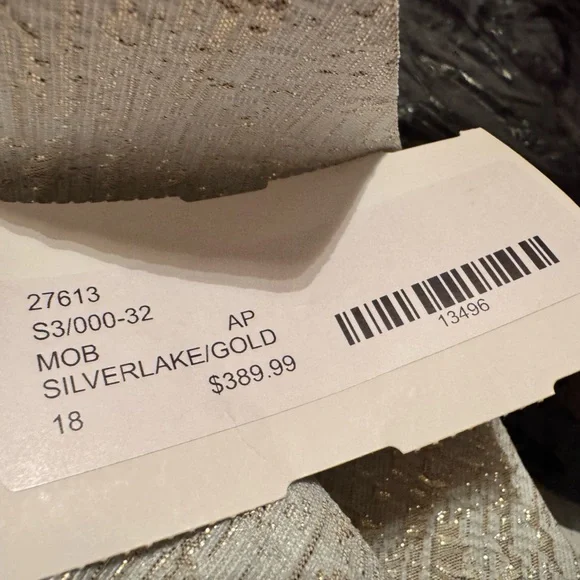 27613
S3/000-32
MOB AP
SILVERLAKE/GOLD
18 $389.99
13496